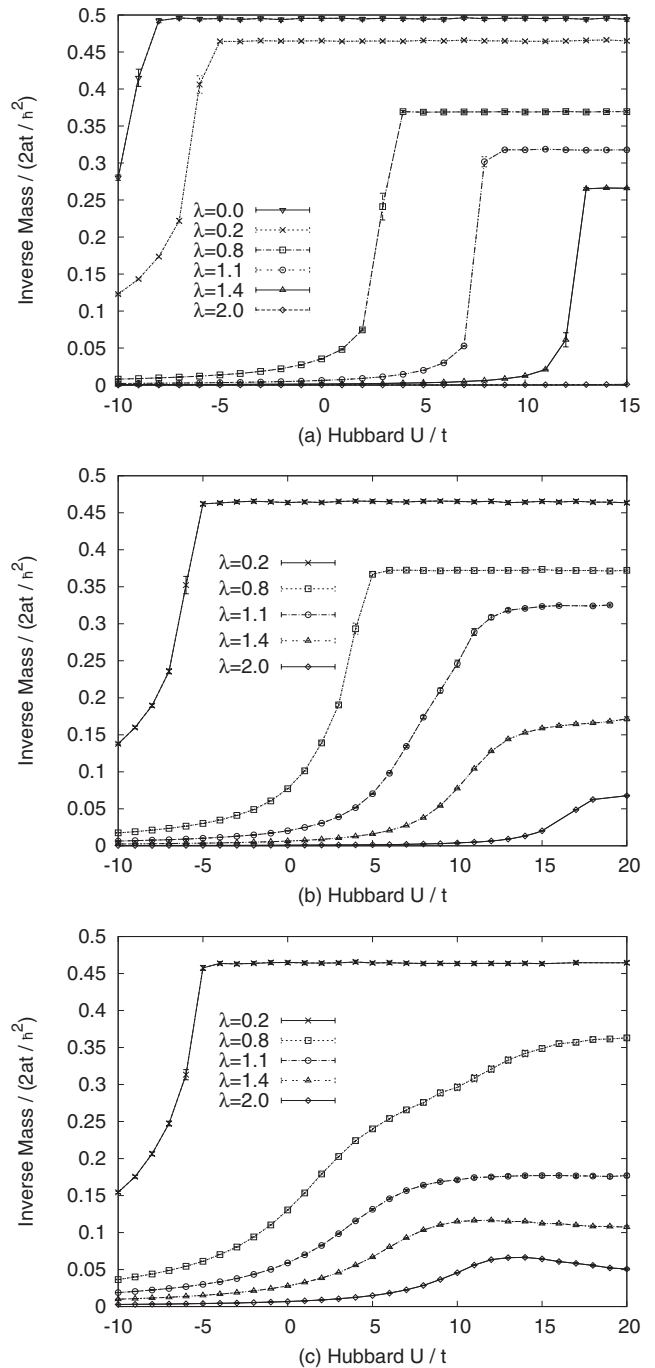 0.5
0.45
0.4
0.35
0.3
0.25
0.2
0.15
0.1
0.05
0
Inverse Mass / (2at / ħ²)
λ=0.0
λ=0.2
λ=0.8
λ=1.1
λ=1.4
λ=2.0
-10 -5 0 5 10 15
(a) Hubbard U / t
0.5
0.45
0.4
0.35
0.3
0.25
0.2
0.15
0.1
0.05
0
Inverse Mass / (2at / ħ²)
λ=0.2
λ=0.8
λ=1.1
λ=1.4
λ=2.0
-10 -5 0 5 10 15 20
(b) Hubbard U / t
0.5
0.45
0.4
0.35
0.3
0.25
0.2
0.15
0.1
0.05
0
Inverse Mass / (2at / ħ²)
λ=0.2
λ=0.8
λ=1.1
λ=1.4
λ=2.0
-10 -5 0 5 10 15 20
(c) Hubbard U / t